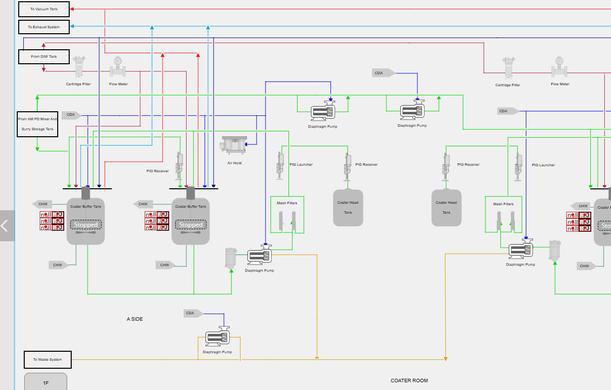 To Vacuum Tank
To Exhaust System
From DIW Tank
Cartridge Filter
Flow Meter
Cartridge Filter
Flow Meter
CDA
CDA
CDA
From AM PD Mixer And
Slurry Storage Tank
Diaphragm Pump
Diaphragm Pump
Air Hoist
PIG Receiver
PIG Launcher
PIG Receiver
PIG Receiver
PIG Launcher
CHW
Coater Buffer Tank
CHW
Coater Buffer Tank
Mesh Filters
Coater Head
Tank
Coater Head
Tank
Mesh Filters
CHW
CHW
CHW
CHW
Diaphragm Pump
Diaphragm Pump
CDA
A SIDE
Diaphragm Pump
To Waste System
1F
COATER ROOM